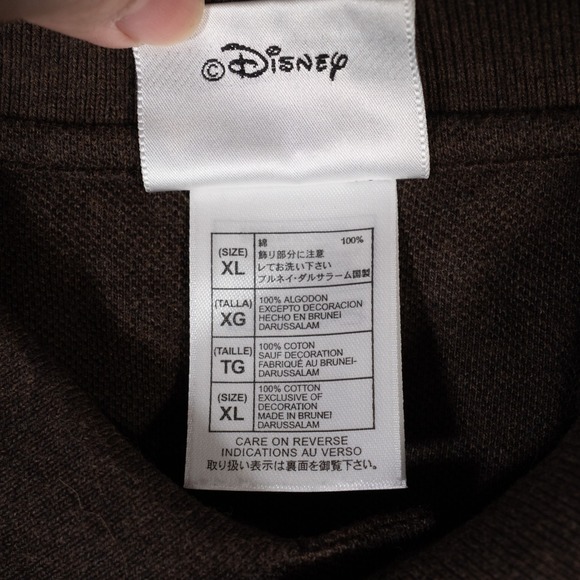 ©Disney
(SIZE)
XL
綿 100%
飾り部分に注意
してお洗い下さい
ブルネイ・ダルサラーム国製
(TALLA)
XG
100% ALGODON
EXCEPTO DECORACION
HECHO EN BRUNEI
DARUSSALAM
(TAILLE)
TG
100% COTON
SAUF DECORATION
FABRIQUÉ AU BRUNEI-
DARUSSALAM
(SIZE)
XL
100% COTTON
EXCLUSIVE OF
DECORATION
MADE IN BRUNEI
DARUSSALAM
CARE ON REVERSE
INDICATIONS AU VERSO
取り扱い表示は裏面を御覧下さい。